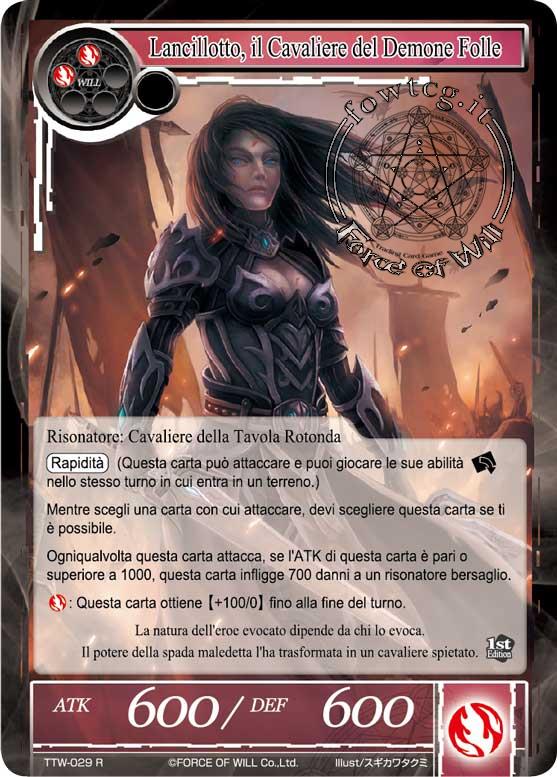 Lancillotto, il Cavaliere del Demone Folle
WILL
fowtcg.it
Trading Card Game
Force Of Will
Risonatore: Cavaliere della Tavola Rotonda
Rapidità (Questa carta può attaccare e puoi giocare le sue abilità
nello stesso turno in cui entra in un terreno.)
Mentre scegli una carta con cui attaccare, devi scegliere questa carta se ti
è possibile.
Ogniqualvolta questa carta attacca, se l'ATK di questa carta è pari o
superiore a 1000, questa carta infligge 700 danni a un risonatore bersaglio.
: Questa carta ottiene 【+100/0】 fino alla fine del turno.
La natura dell'eroe evocato dipende da chi lo evoca.
Il potere della spada maledetta l'ha trasformata in un cavaliere spietato.
1st
Edition
ATK 600 / DEF 600
TTW-029 R ©FORCE OF WILL Co.,Ltd. Illust/スギカワタクミ